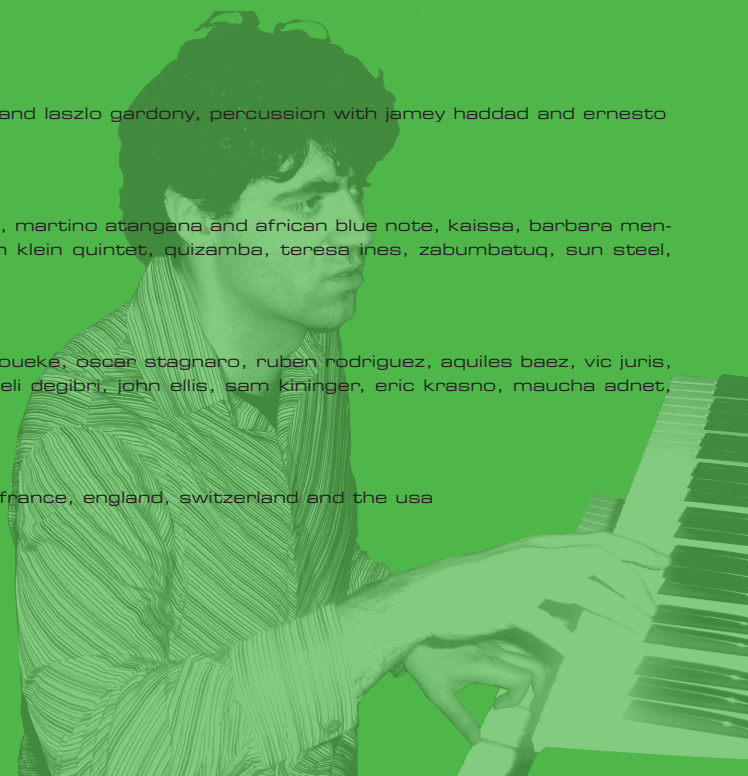 and laszlo gardony, percussion with jamey haddad and ernesto
, martino atangana and african blue note, kaissa, barbara men-
klein quintet, quizamba, teresa ines, zabumbatuq, sun steel,
oueke, oscar stagnaro, ruben rodriguez, aquiles baez, vic juris,
eli degibri, john ellis, sam kininger, eric krasno, maucha adnet,
france, england, switzerland and the usa